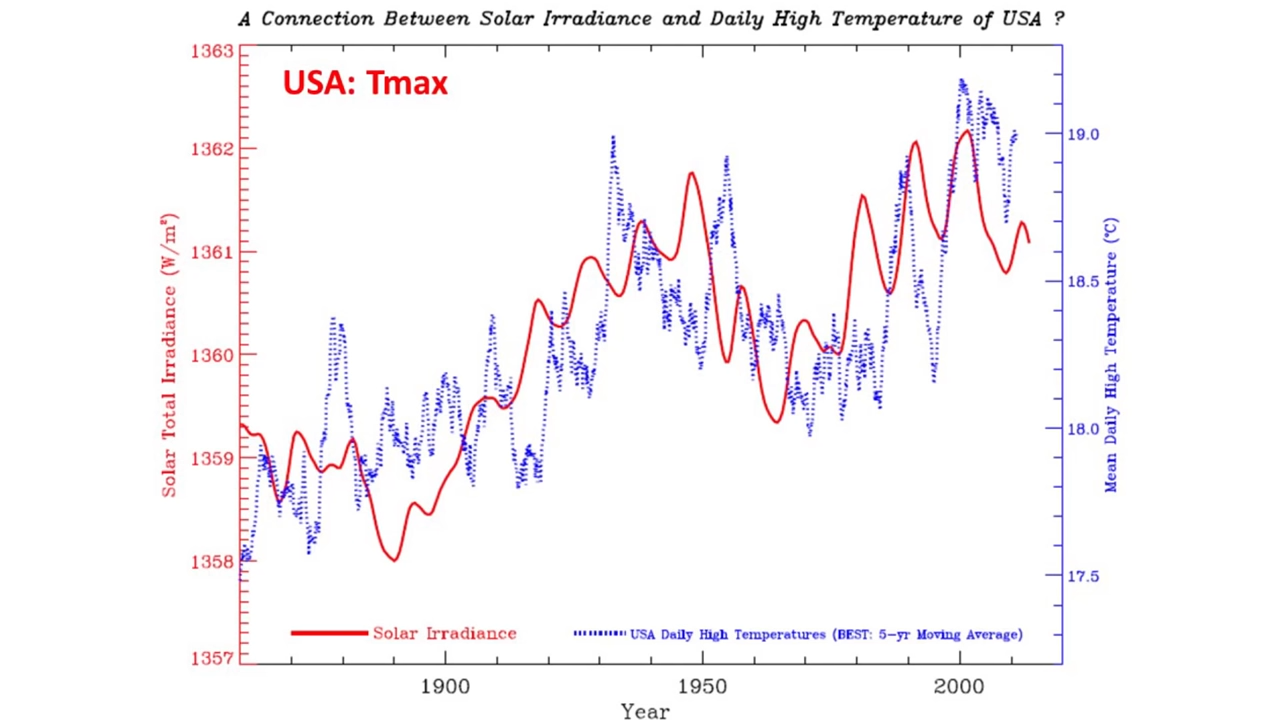 A Connection Between Solar Irradiance and Daily High Temperature of USA ?
USA: Tmax
1363
1362
1361
1360
1359
1358
1357
Solar Total Irradiance (W/m²)
19.0
18.5
18.0
17.5
Mean Daily High Temperature (°C)
Solar Irradiance
USA Daily High Temperatures (BEST: 5-yr Moving Average)
1900
1950
2000
Year